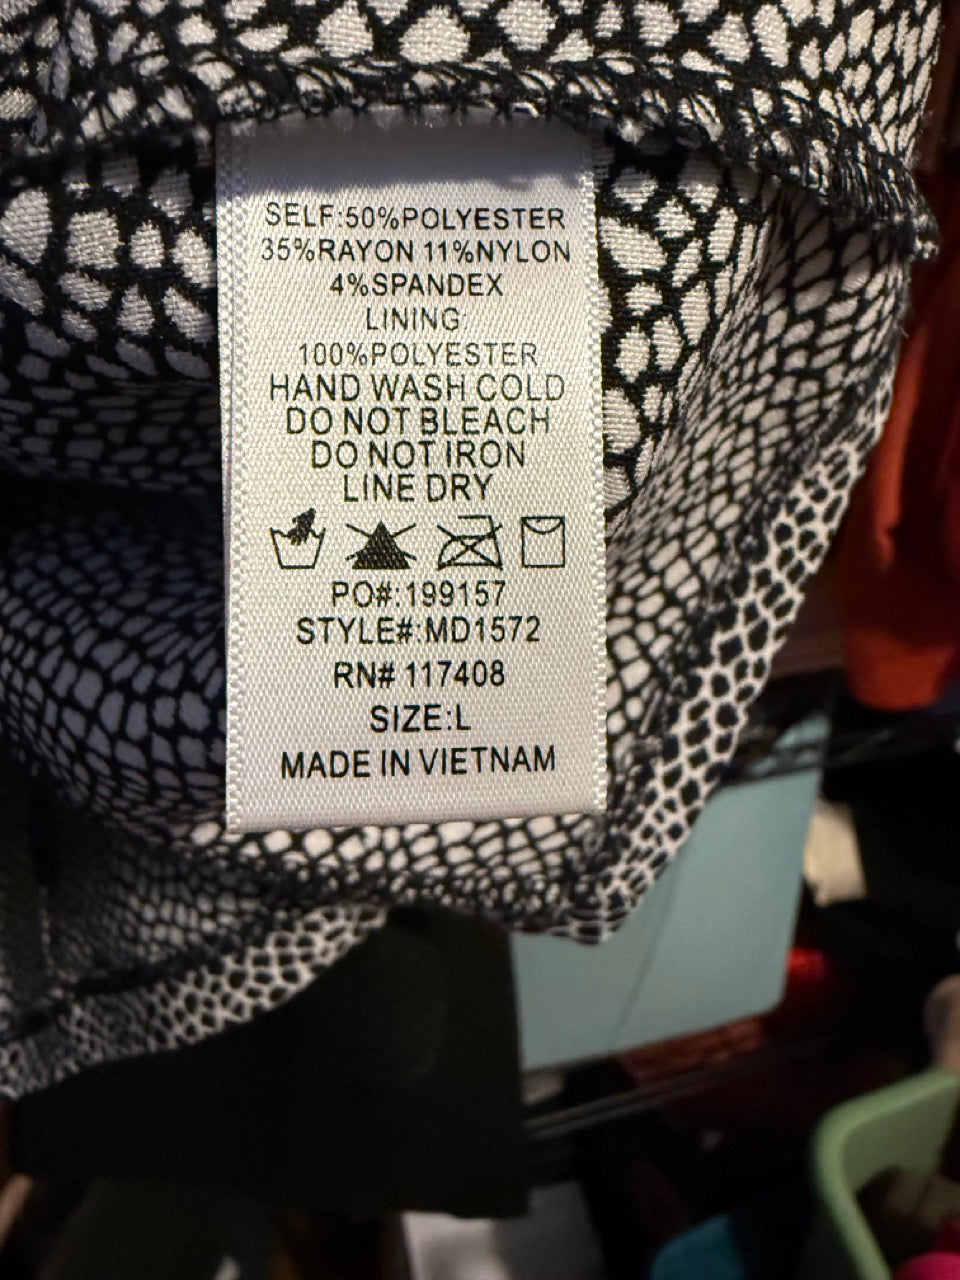 SELF:50%POLYESTER
35%RAYON 11%NYLON
4%SPANDEX
LINING:
100%POLYESTER
HAND WASH COLD
DO NOT BLEACH
DO NOT IRON
LINE DRY
PO#:199157
STYLE#:MD1572
RN# 117408
SIZE:L
MADE IN VIETNAM